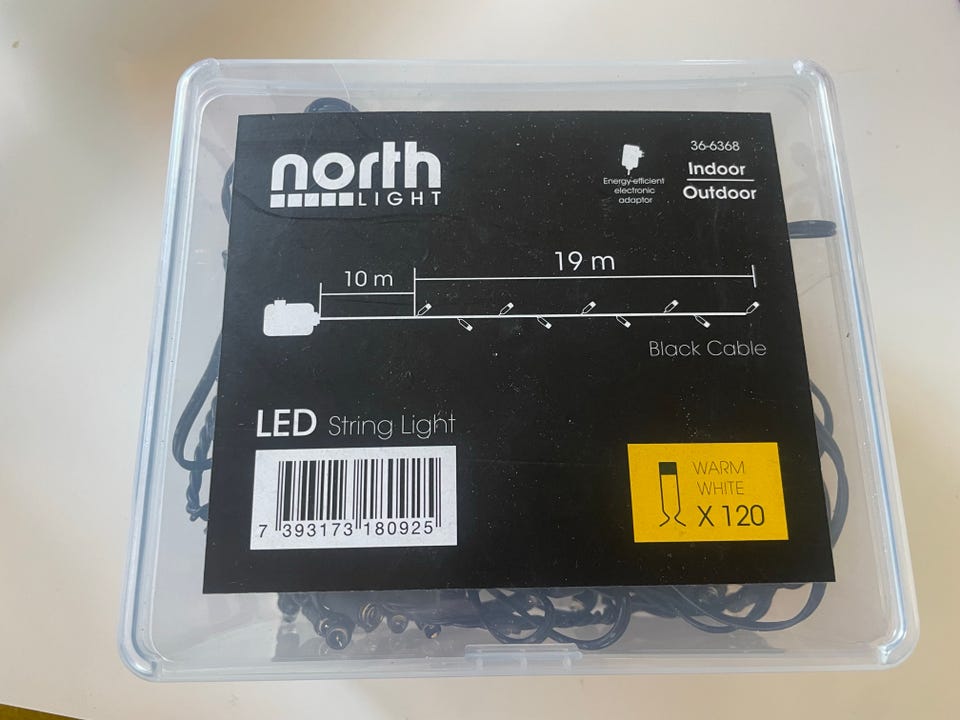 north
LIGHT
Energy-efficient
electronic
adaptor
36-6368
Indoor
Outdoor
10 m
19 m
Black Cable
LED String Light
7 393173 180925
WARM
WHITE
X 120